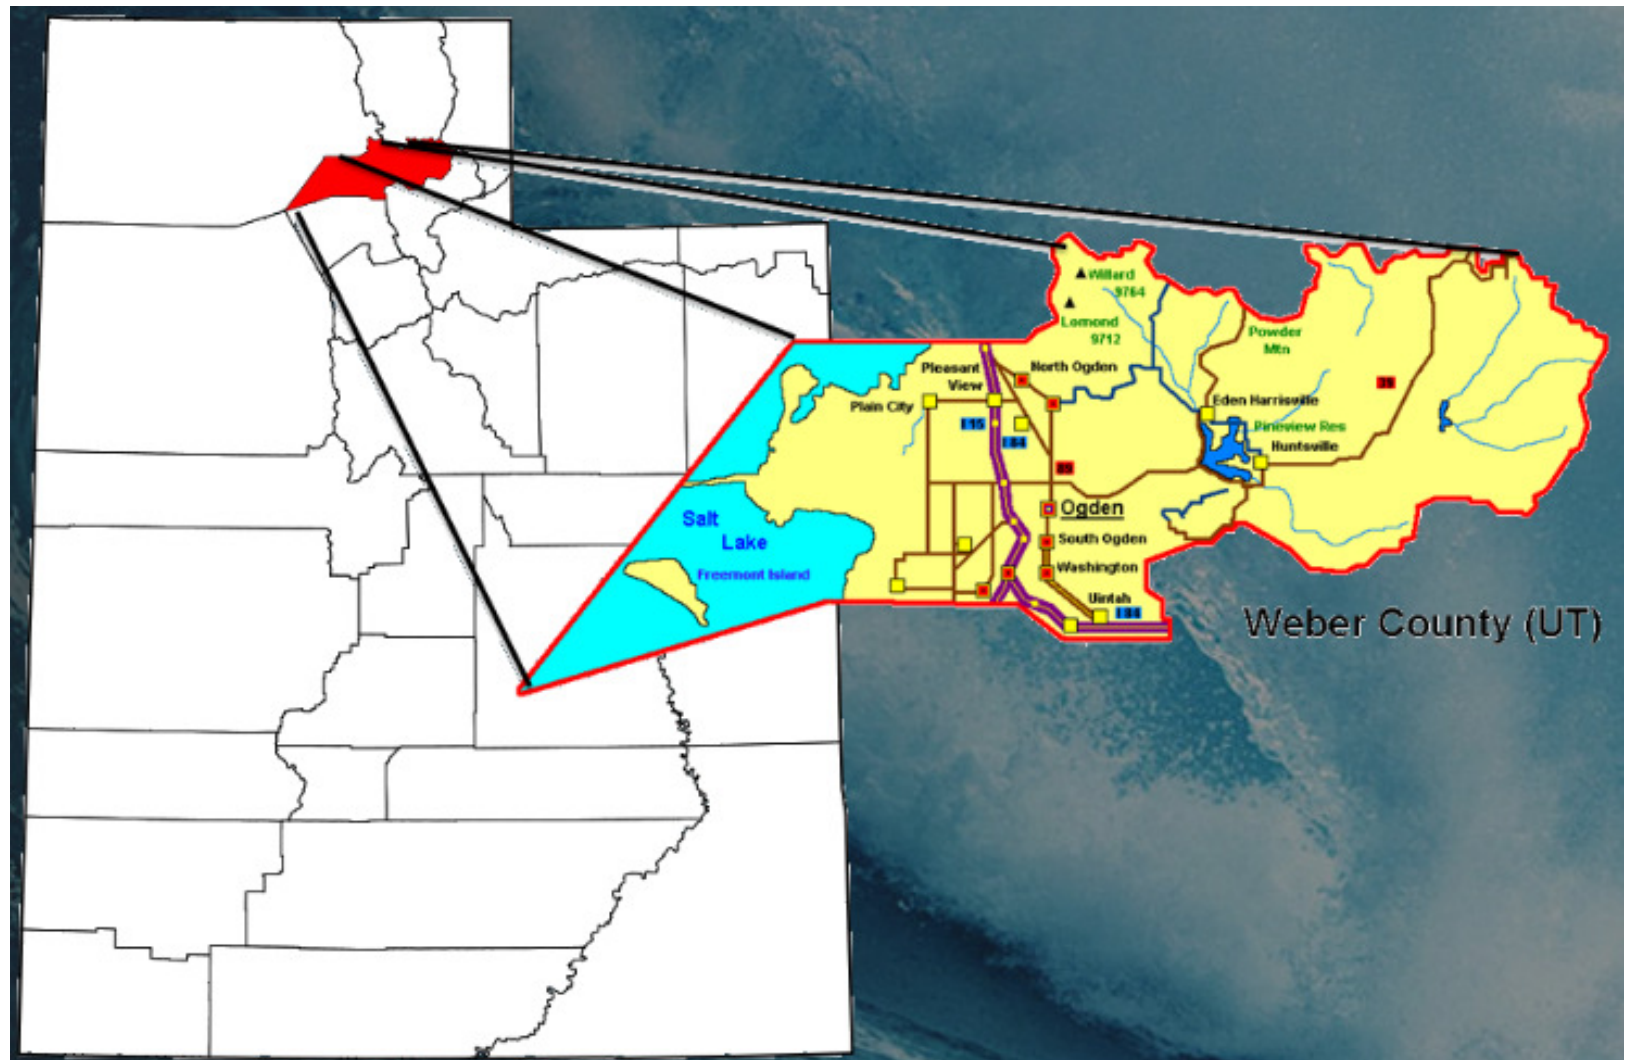 Willard
9764
Lomond
9712
Powder
Mtn
Pleasant
View
North Ogden
Plain City
39
Eden Harrisville
I 15
I 84
Pineview Res
Huntsville
89
Ogden
Salt
Lake
South Ogden
Freemont Island
Washington
Uintah
I 84
Weber County (UT)